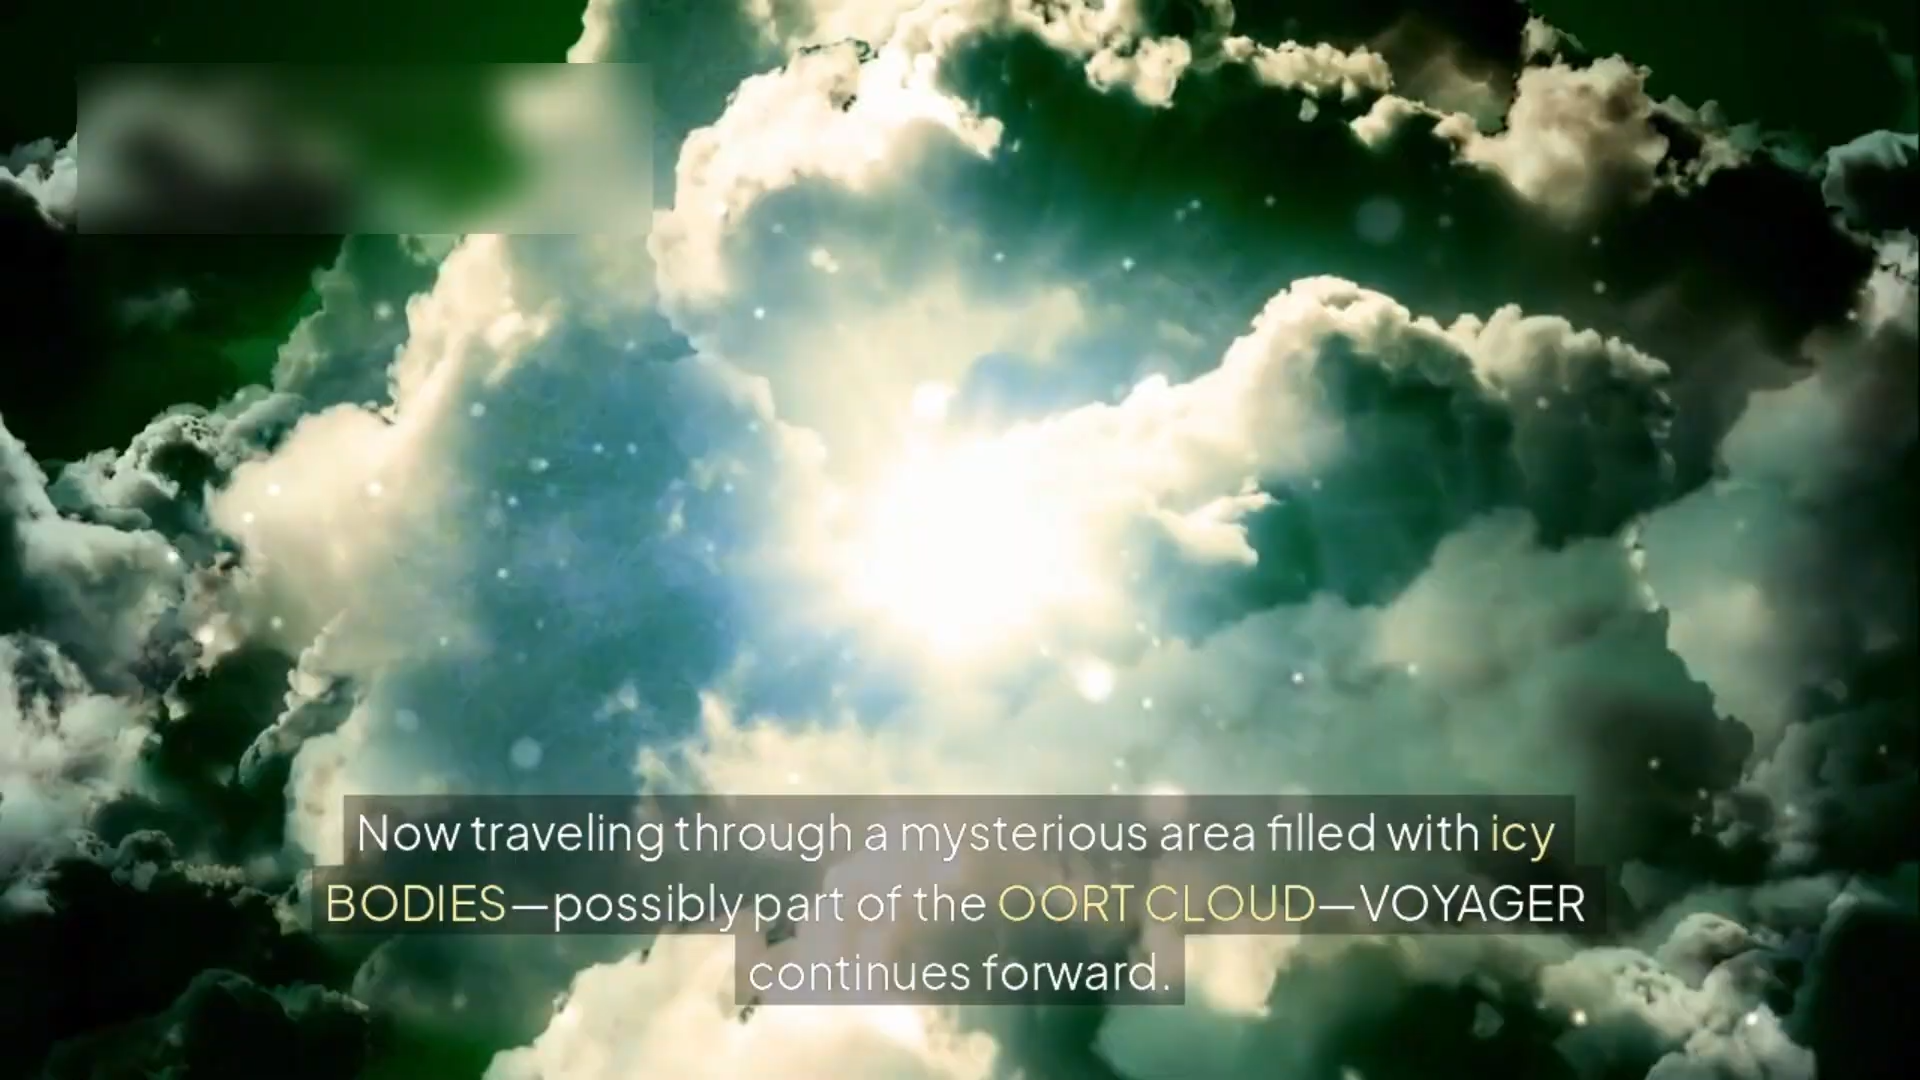 Now traveling through a mysterious area filled with icy
BODIES—possibly part of the OORT CLOUD—VOYAGER
continues forward.